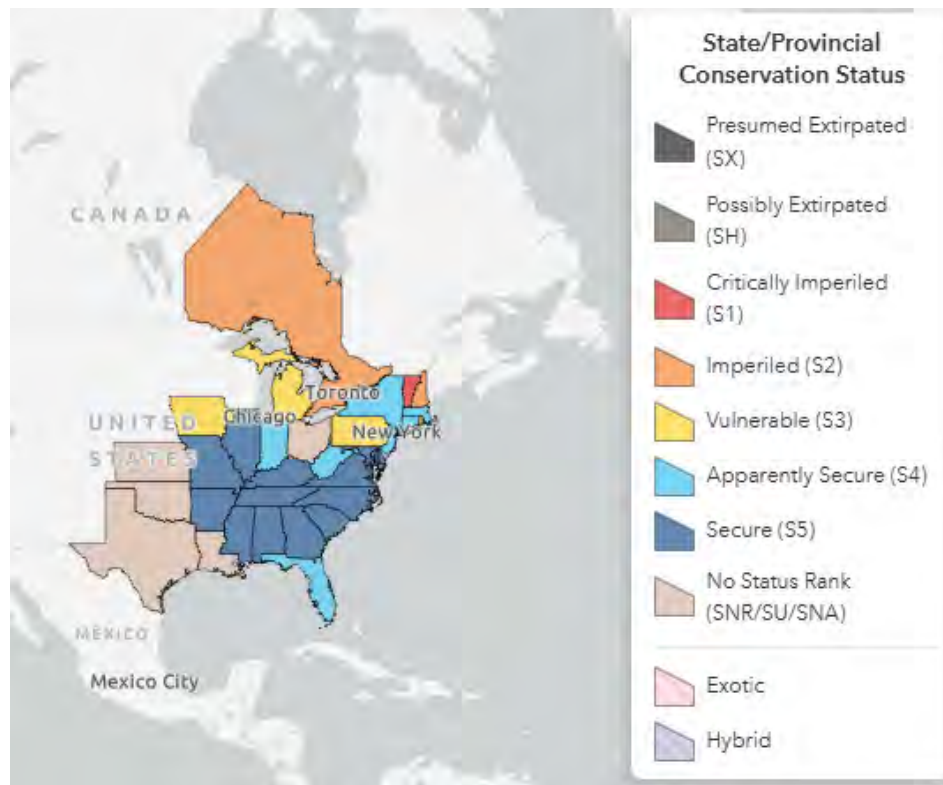 CANADA
Toronto
Chicago
UNITED
New York
STATES
MÉXICO
Mexico City
State/Provincial
Conservation Status
Presumed Extirpated
(SX)
Possibly Extirpated
(SH)
Critically Imperiled
(S1)
Imperiled (S2)
Vulnerable (S3)
Apparently Secure (S4)
Secure (S5)
No Status Rank
(SNR/SU/SNA)
Exotic
Hybrid